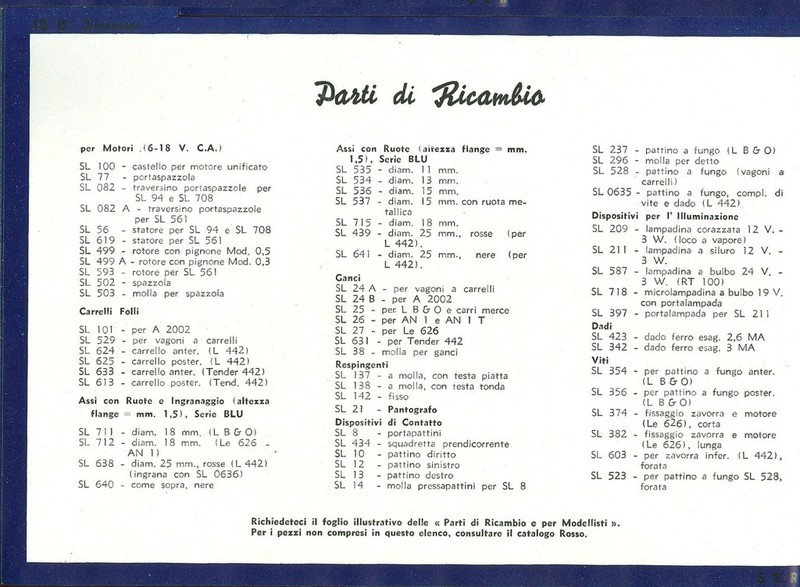 Parti di Ricambio
per Motori (6-18 V. C.A.)
SL 100 - castello per motore unificato
SL 77 - portaspazzola
SL 082 - traversino portaspazzole per
SL 94 e SL 708
SL 082 A - traversino portaspazzole
per SL 561
SL 56 - statore per SL 94 e SL 708
SL 619 - statore per SL 561
SL 499 - rotore con pignone Mod. 0,5
SL 499 A - rotore con pignone Mod. 0,3
SL 593 - rotore per SL 561
SL 502 - spazzola
SL 503 - molla per spazzola
Carrelli Folli
SL 101 - per A 2002
SL 529 - per vagoni a carrelli
SL 624 - carrello anter. (L 442)
SL 625 - carrello poster. (L 442)
SL 633 - carrello anter. (Tender 442)
SL 613 - carrello poster. (Tend. 442)
Assi con Ruote e Ingranaggio (altezza
flange = mm. 1,5), Serie BLU
SL 711 - diam. 18 mm. (L B & O)
SL 712 - diam. 18 mm. (Le 626 -
AN 1)
SL 638 - diam. 25 mm., rosse (L 442)
(ingrana con SL 0636)
SL 640 - come sopra, nere
Assi con Ruote (altezza flange = mm.
1,5), Serie BLU
SL 535 - diam. 11 mm.
SL 534 - diam. 13 mm.
SL 536 - diam. 15 mm.
SL 537 - diam. 15 mm. con ruota me-
tallica
SL 715 - diam. 18 mm.
SL 439 - diam. 25 mm., rosse (per
L 442).
SL 641 - diam. 25 mm., nere (per
L 442).
Ganci
SL 24 A - per vagoni a carrelli
SL 24 B - per A 2002
SL 25 - per L B & O e carri merce
SL 26 - per AN 1 e AN 1 T
SL 27 - per Le 626
SL 631 - per Tender 442
SL 38 - molla per ganci
Respingenti
SL 137 - a molla, con testa piatta
SL 138 - a molla, con testa tonda
SL 142 - fisso
SL 21 - Pantografo
Dispositivi di Contatto
SL 8 - portapattini
SL 434 - squadretta prendicorrente
SL 10 - pattino diritto
SL 12 - pattino sinistro
SL 13 - pattino destro
SL 14 - molla pressapattini per SL 8
SL 237 - pattino a fungo (L B & O)
SL 296 - molla per detto
SL 528 - pattino a fungo (vagoni a
carrelli)
SL 0635 - pattino a fungo, compl. di
vite e dado (L 442)
Dispositivi per l' Illuminazione
SL 209 - lampadina corazzata 12 V. -
3 W. (loco a vapore)
SL 211 - lampadina a siluro 12 V. -
3 W.
SL 587 - lampadina a bulbo 24 V. -
3 W. (RT 100)
SL 718 - microlampadina a bulbo 19 V.
con portalampada
SL 397 - portalampada per SL 211
Dadi
SL 423 - dado ferro esag. 2,6 MA
SL 342 - dado ferro esag. 3 MA
Viti
SL 354 - per pattino a fungo anter.
(L B & O)
SL 356 - per pattino a fungo poster.
(L B & O)
SL 374 - fissaggio zavorra e motore
(Le 626), corta
SL 382 - fissaggio zavorra e motore
(Le 626), lunga
SL 603 - per zavorra infer. (L 442),
forata
SL 523 - per pattino a fungo SL 528,
forata
Richiedeteci il foglio illustrativo delle « Parti di Ricambio e per Modellisti ».
Per i pezzi non compresi in questo elenco, consultare il catalogo Rosso.